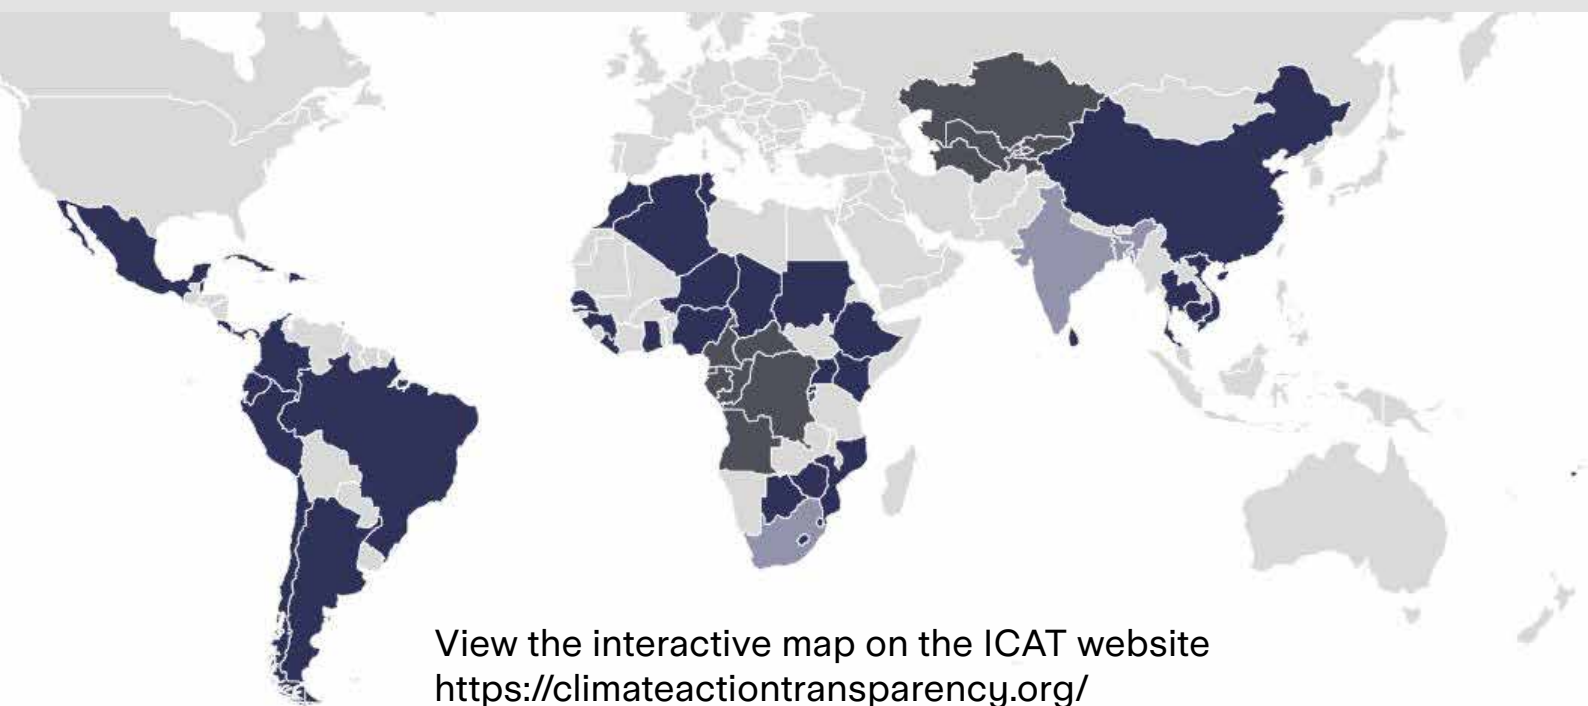 View the interactive map on the ICAT website
https://climateactiontransparency.org/